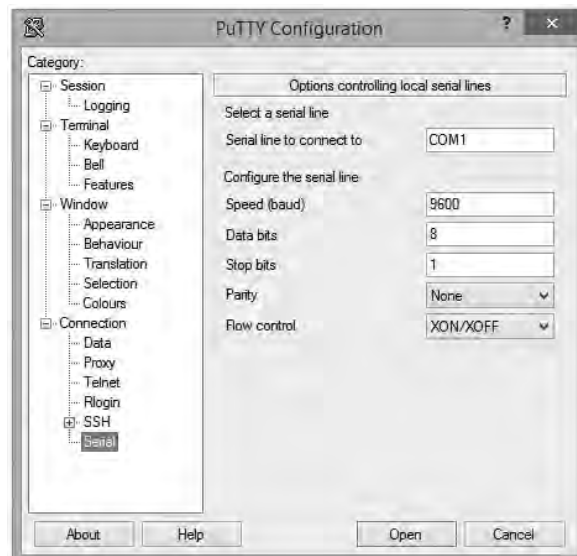 PuTTY Configuration
?
×
Category:
Session
Logging
Terminal
Keyboard
Bell
Features
Window
Appearance
Behaviour
Translation
Selection
Colours
Connection
Data
Proxy
Telnet
Rlogin
SSH
Serial
Options controlling local serial lines
Select a serial line
Serial line to connect to COM1
Configure the serial line
Speed (baud) 9600
Data bits 8
Stop bits 1
Parity None
Flow control XON/XOFF
About Help Open Cancel